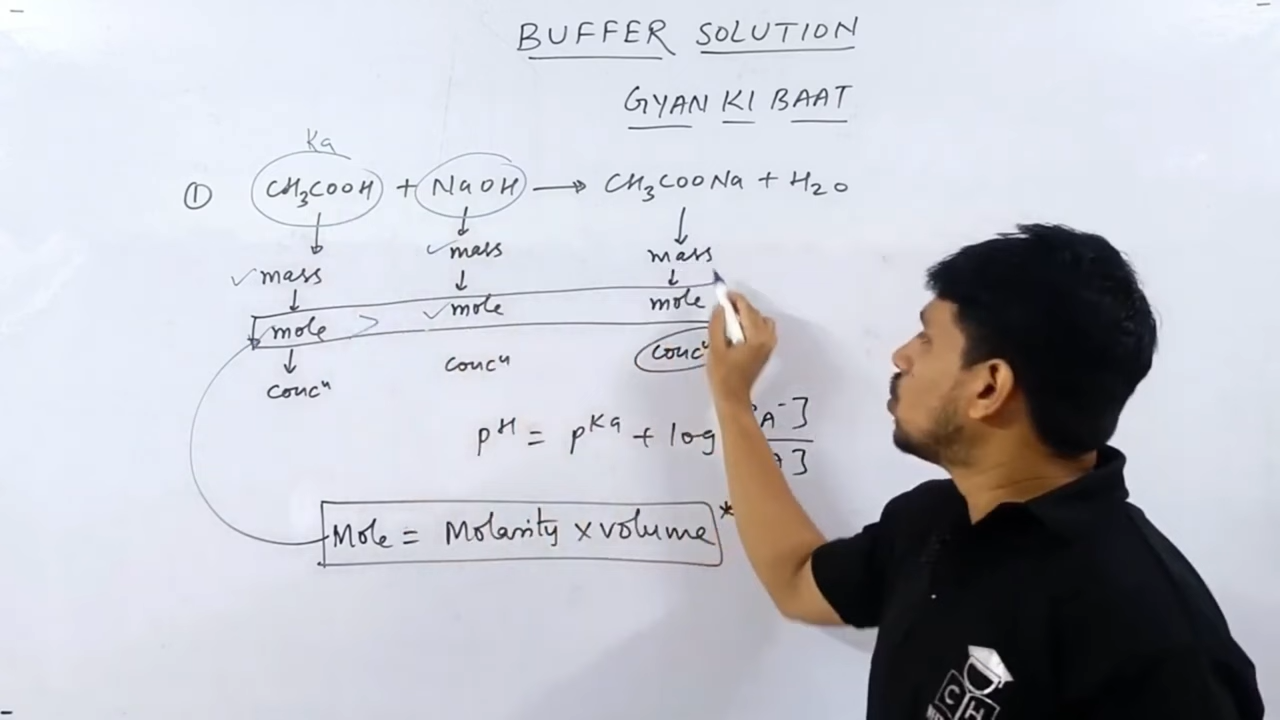 BUFFER SOLUTION
GYAN KI BAAT
Ka
① CH₃COOH + NaOH → CH₃COONa + H₂O
✓mass ✓mass mass
mole > ✓mole mole
concⁿ concⁿ concⁿ
pH = pKa + log [A⁻]
A]
Mole = Molarity x volume *
C H